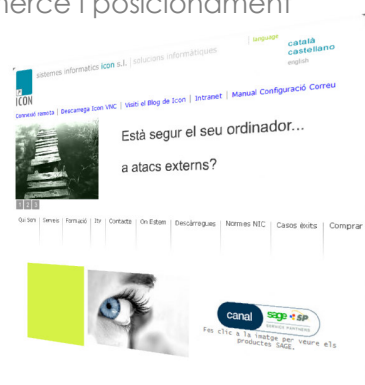 merce i posicionament
language
català
castellano
english
sistemes informatics icon s.l. | solucions informàtiques
ICON
Connexió remota | Descarrega Icon VNC | Visiti el Blog de Icon | Intranet | Manual Configuració Correu
Està segur el seu ordinador...
a atacs externs?
1 2 3
Qui Som | Serveis | Formació | Itv | Contacte | On Estem | Descàrregues | Normes NIC | Casos èxits | Comprar
canal sage SP
SERVICE PARTNERS
Fes clic a la imatge per veure els
productes SAGE.